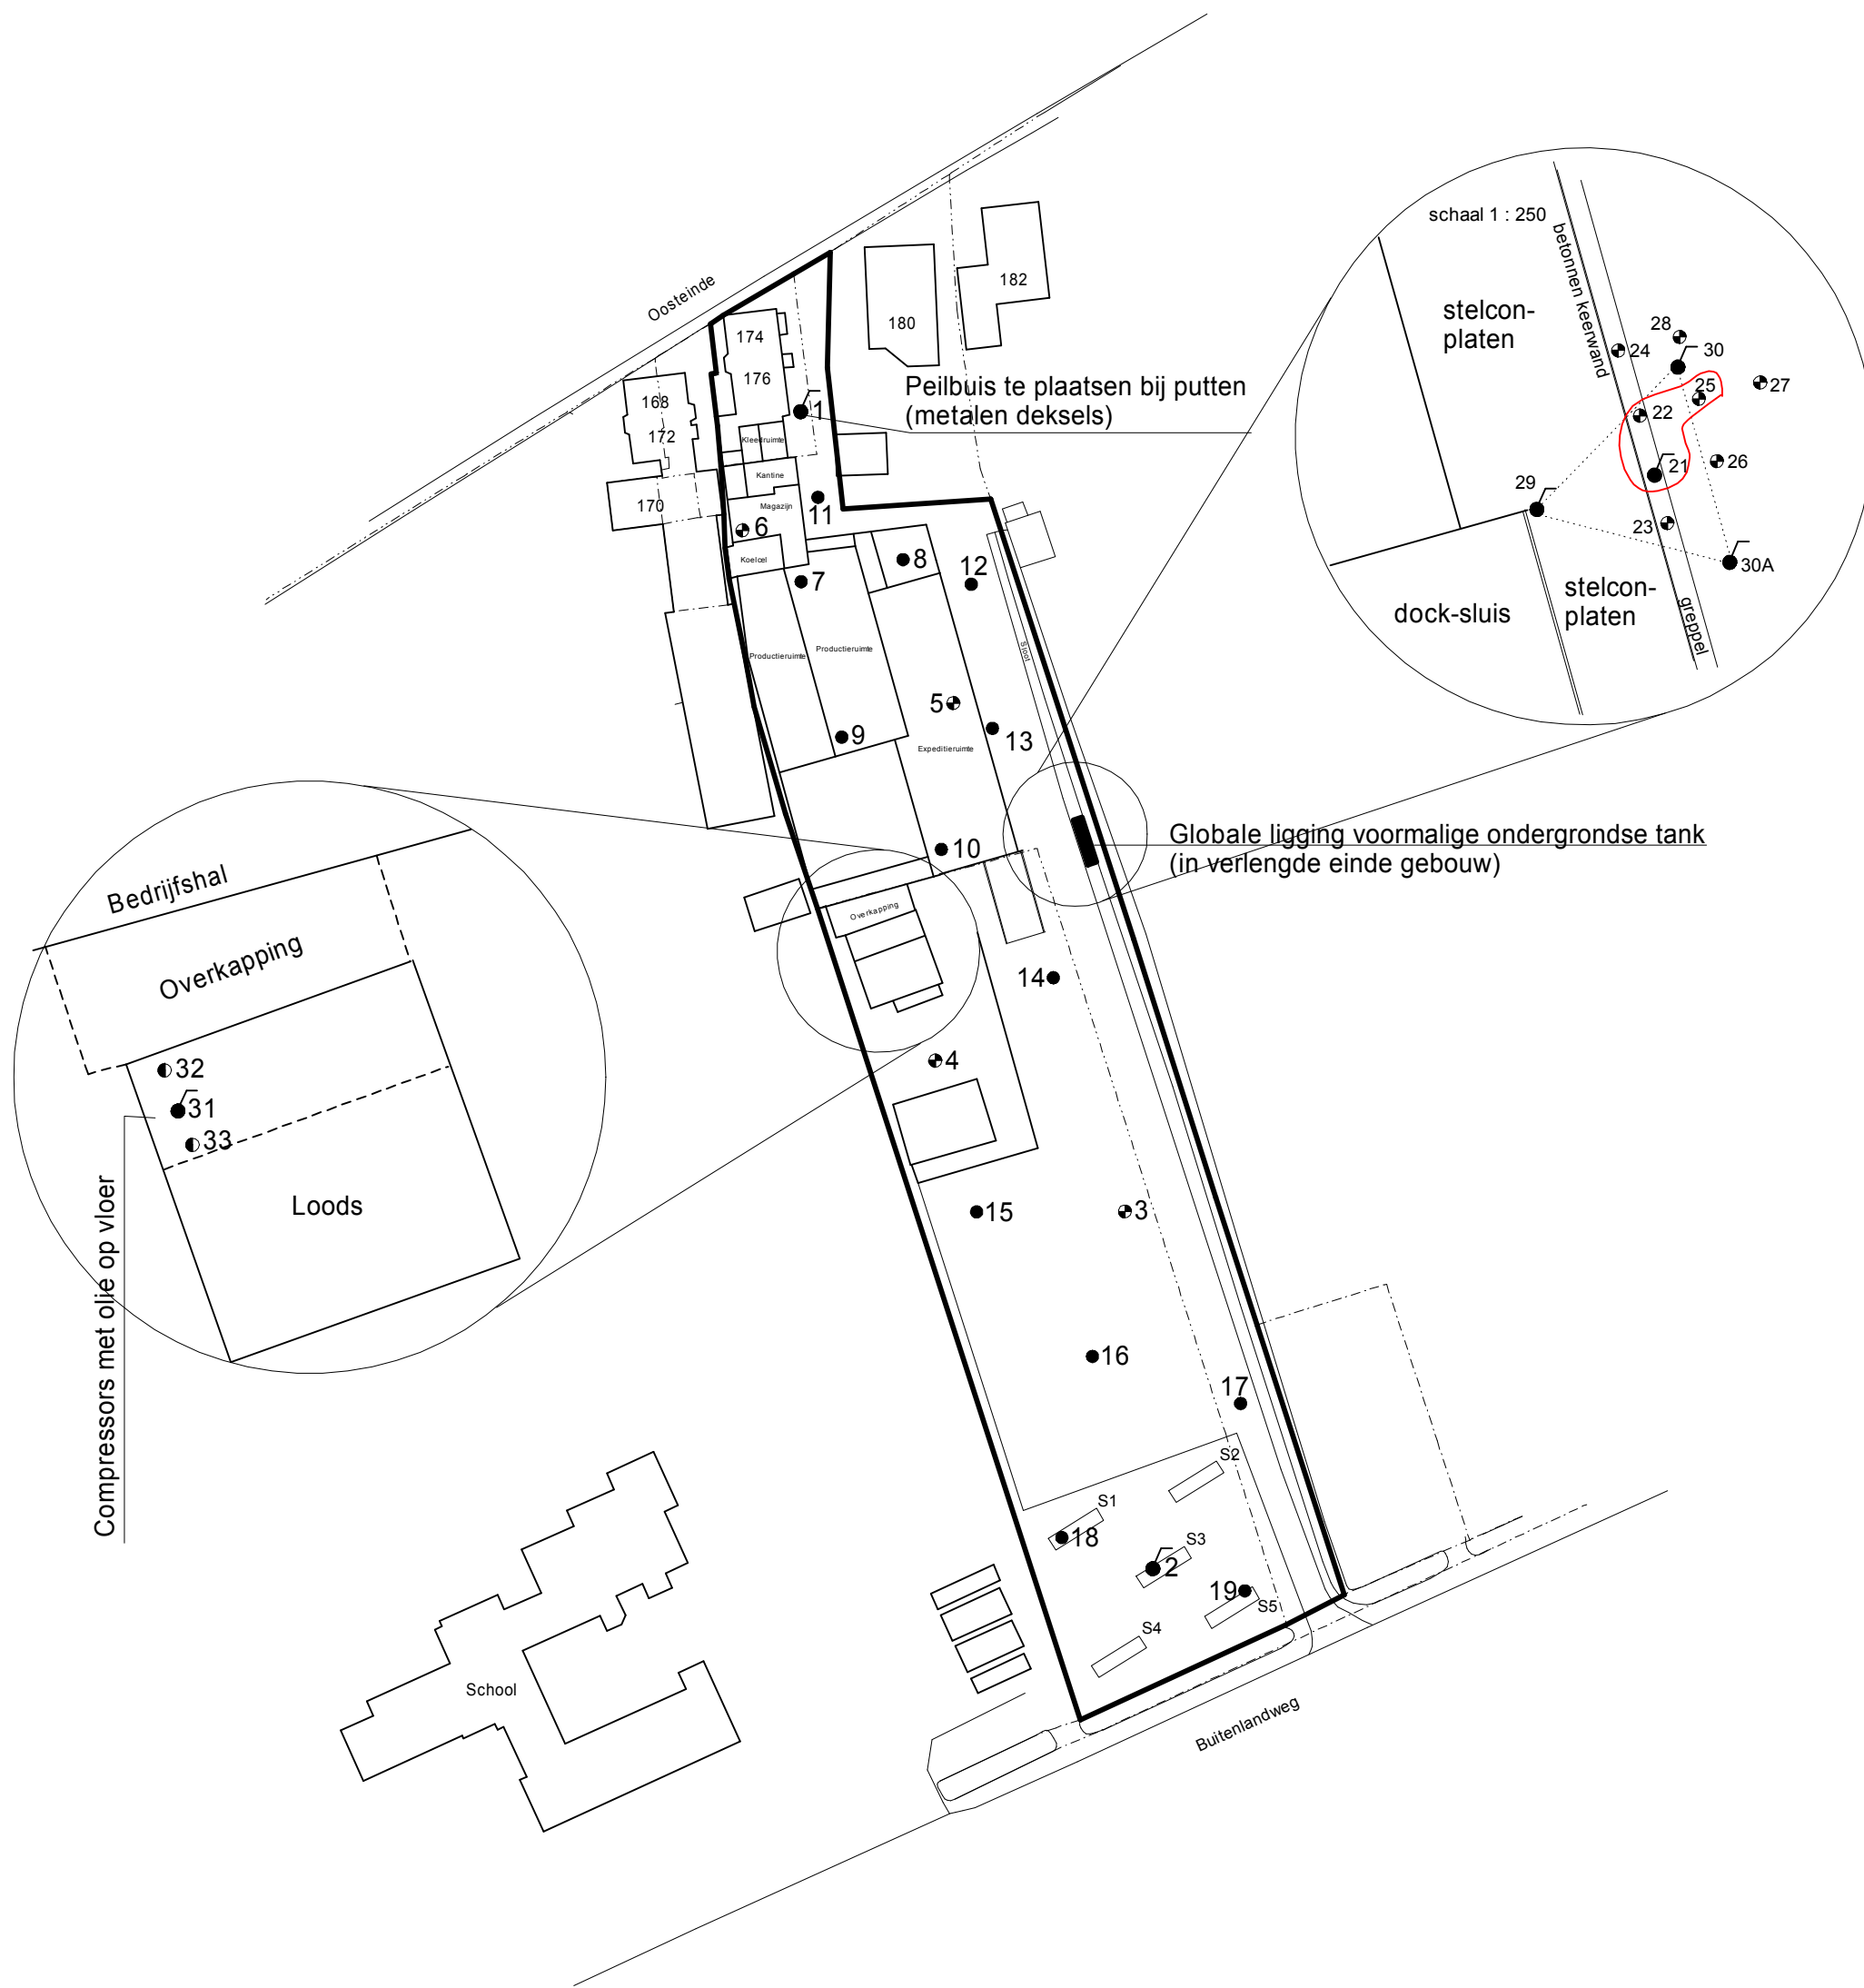 Oosteinde
182
180
174
176
168
172
170
1
Peilbuis te plaatsen bij putten
(metalen deksels)
Kleedruimte
Kantine
Magazijn
Koelcel
6
11
7
8
12
Productieruimte
Productieruimte
Sloot
5
13
9
Expeditieruimte
10
Globale ligging voormalige ondergrondse tank
(in verlengde einde gebouw)
Overkapping
14
4
15
3
16
17
S2
S1
18
S3
2
19
S5
S4
School
Buitenlandweg
schaal 1 : 250
betonnen keerwand
stelcon-
platen
28
24
30
27
25
22
26
21
29
23
30A
stelcon-
platen
dock-sluis
greppel
Bedrijfshal
Overkapping
32
31
33
Loods
Compressors met olie op vloer